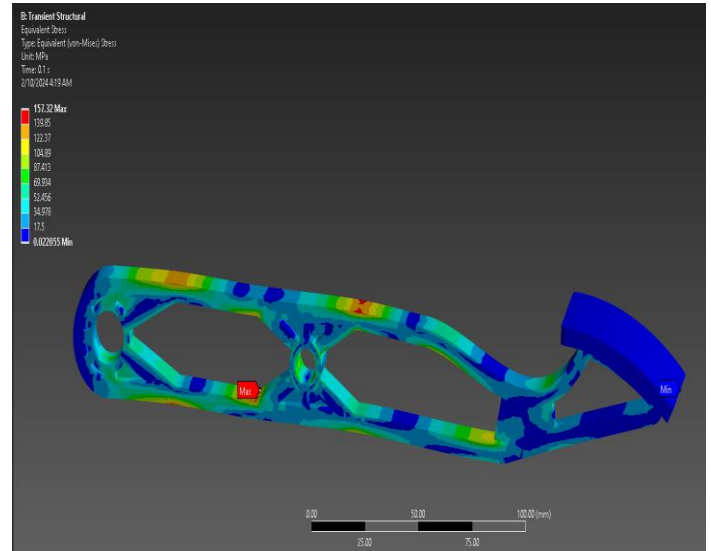 B: Transient Structural
Equivalent Stress
Type: Equivalent (von-Mises) Stress
Unit: MPa
Time: 0.1 s
2/10/2024 4:19 AM
157.32 Max
139.85
122.37
104.89
87.413
69.934
52.456
34.978
17.5
0.022855 Min
Max
Min
0.00 50.00 100.00 (mm)
25.00 75.00